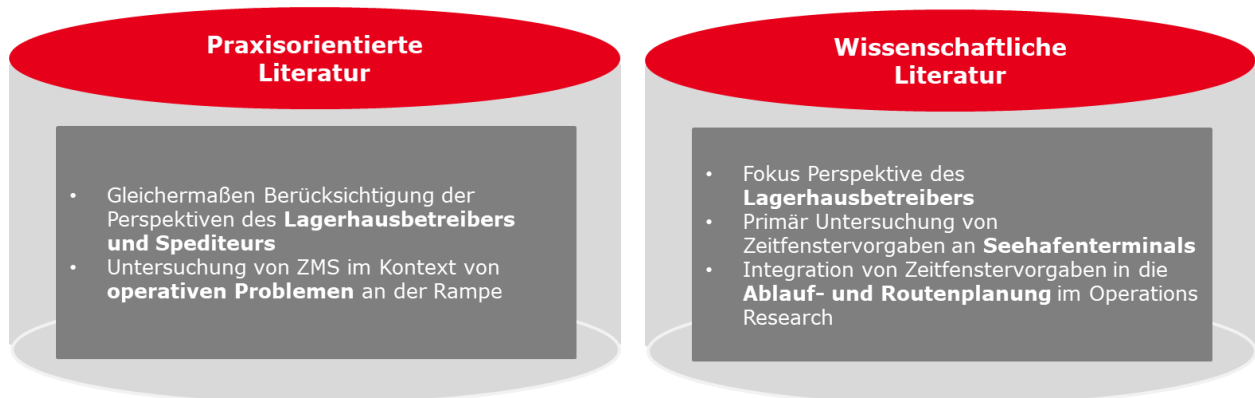 Praxisorientierte
Literatur
• Gleichermaßen Berücksichtigung der
Perspektiven des Lagerhausbetreibers
und Spediteurs
• Untersuchung von ZMS im Kontext von
operativen Problemen an der Rampe
Wissenschaftliche
Literatur
• Fokus Perspektive des
Lagerhausbetreibers
• Primär Untersuchung von
Zeitfenstervorgaben an Seehafenterminals
• Integration von Zeitfenstervorgaben in die
Ablauf- und Routenplanung im Operations
Research